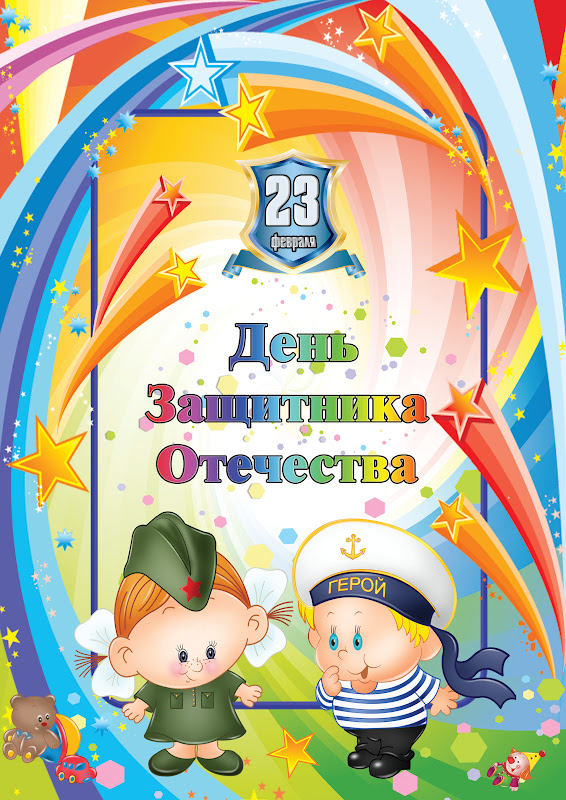 23
февраля
День
Защитника
Отечества
ГЕРОЙ